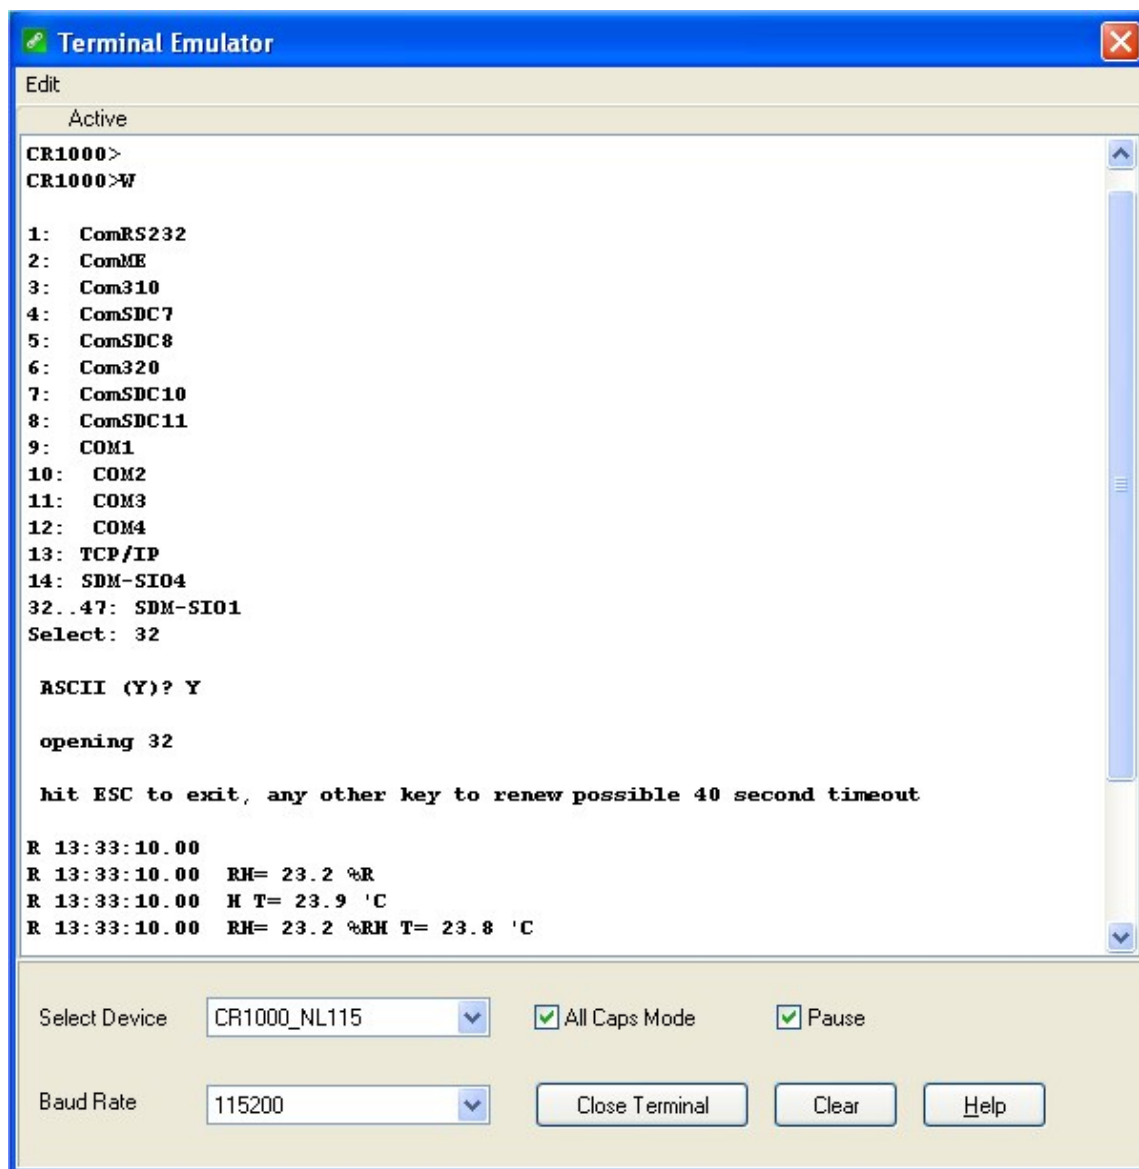 Terminal Emulator
Edit
Active
CR1000>
CR1000>W
1: ComRS232
2: ComME
3: Com310
4: ComSDC7
5: ComSDC8
6: Com320
7: ComSDC10
8: ComSDC11
9: COM1
10: COM2
11: COM3
12: COM4
13: TCP/IP
14: SDM-SIO4
32..47: SDM-SIO1
Select: 32
ASCII (Y)? Y
opening 32
hit ESC to exit, any other key to renew possible 40 second timeout
R 13:33:10.00
R 13:33:10.00 RH= 23.2 %R
R 13:33:10.00 H T= 23.9 'C
R 13:33:10.00 RH= 23.2 %RH T= 23.8 'C
Select Device CR1000_NL115 All Caps Mode Pause
Baud Rate 115200 Close Terminal Clear Help